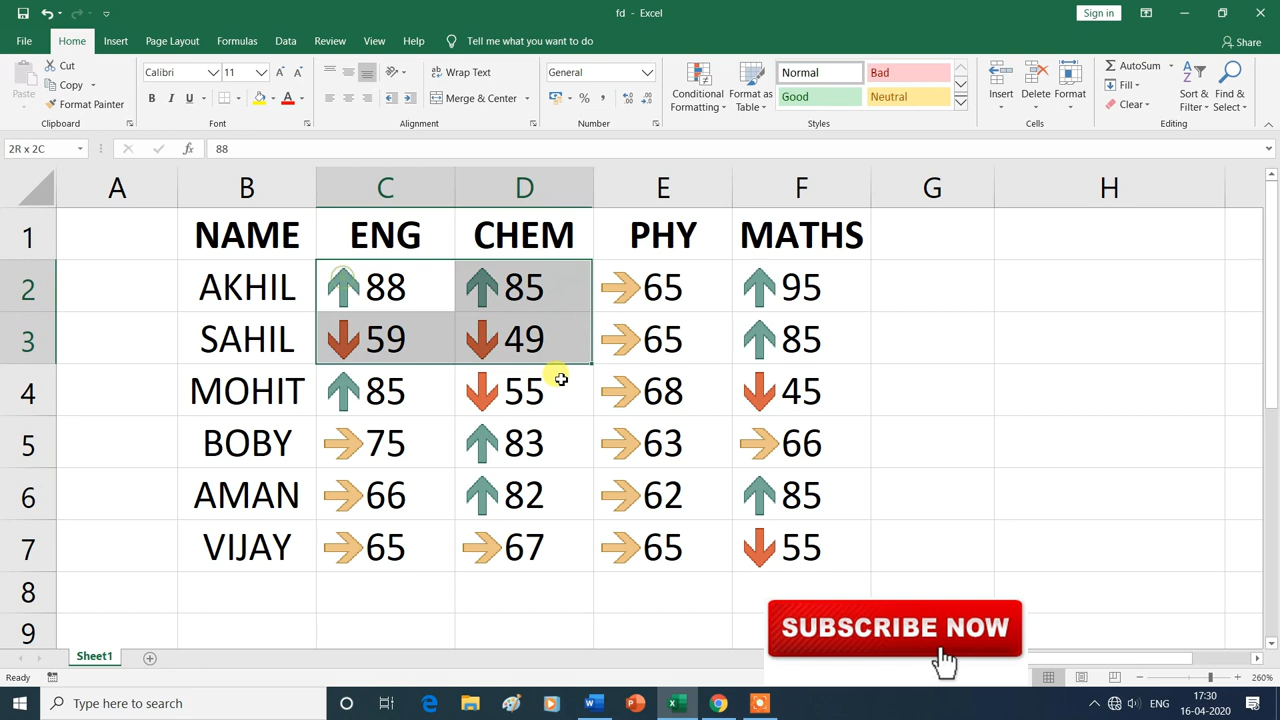 fd - Excel
Sign in
File Home Insert Page Layout Formulas Data Review View Help Tell me what you want to do Share
Paste
Cut
Copy
Format Painter
Clipboard
Calibri 11
B I U
Font
Wrap Text
Merge & Center
Alignment
General
Number
Conditional Formatting
Format as Table
Normal Bad
Good Neutral
Styles
Insert Delete Format
Cells
AutoSum
Fill
Clear
Sort & Filter
Find & Select
Editing
2R x 2C fx 88
A B C D E F G H
1 NAME ENG CHEM PHY MATHS
2 AKHIL 88 85 65 95
3 SAHIL 59 49 65 85
4 MOHIT 85 55 68 45
5 BOBY 75 83 63 66
6 AMAN 66 82 62 85
7 VIJAY 65 67 65 55
8
9
SUBSCRIBE NOW
Sheet1
Ready 260%
Type here to search
ENG
17:30
16-04-2020